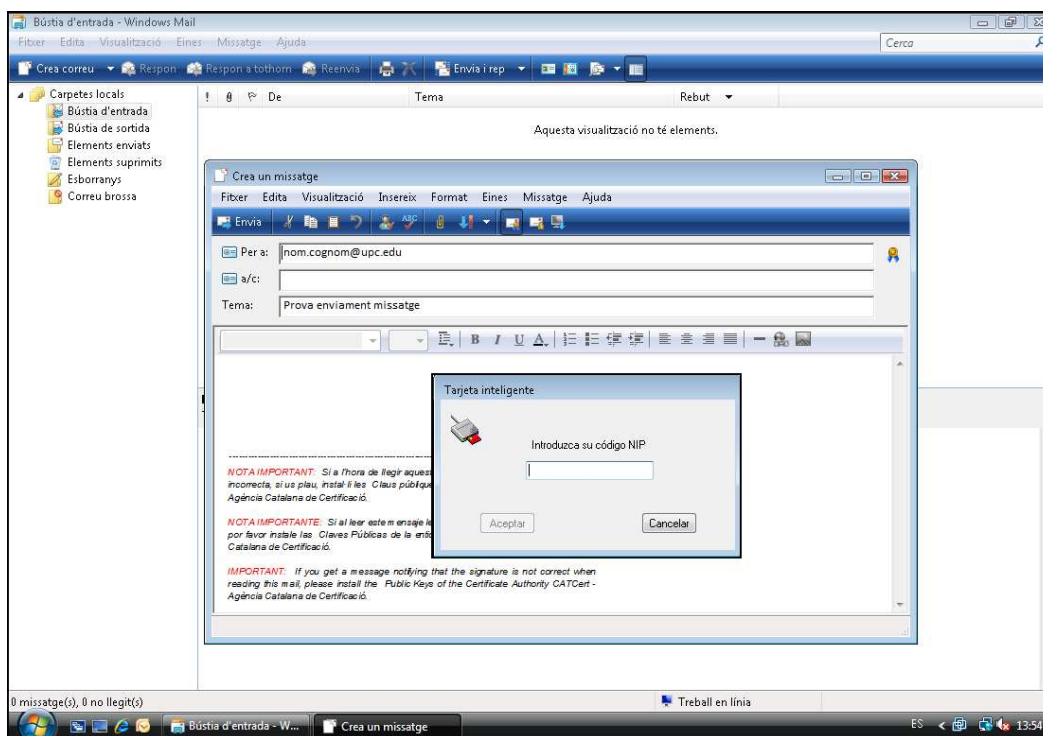 Bústia d'entrada - Windows Mail
Fitxer Edita Visualització Eines Missatge Ajuda
Cerca
Crea correu Respon Respon a tothom Reenvia Envia i rep
Carpetes locals
Bústia d'entrada
Bústia de sortida
Elements enviats
Elements suprimits
Esborranys
Correu brossa
! De Tema Rebut
Aquesta visualització no té elements.
Crea un missatge
Fitxer Edita Visualització Insereix Format Eines Missatge Ajuda
Envia ABC
Per a: nom.cognom@upc.edu
a/c:
Tema: Prova enviament missatge
B I U A
Tarjeta inteligente
Introduzca su código NIP
Aceptar Cancelar
NOTA IMPORTANT: Si a l'hora de llegir aquest
incorrecta, si us plau, instal·li les Claus públique
Agència Catalana de Certificació.
NOTA IMPORTANTE: Si al leer este mensaje le
por favor instale las Claves Públicas de la entid
Catalana de Certificació.
IMPORTANT: If you get a message notifying that the signature is not correct when
reading this mail, please install the Public Keys of the Certificate Authority CATCert -
Agència Catalana de Certificació.
0 missatge(s), 0 no llegit(s)
Treball en línia
Bústia d'entrada - W...
Crea un missatge
ES
13:54